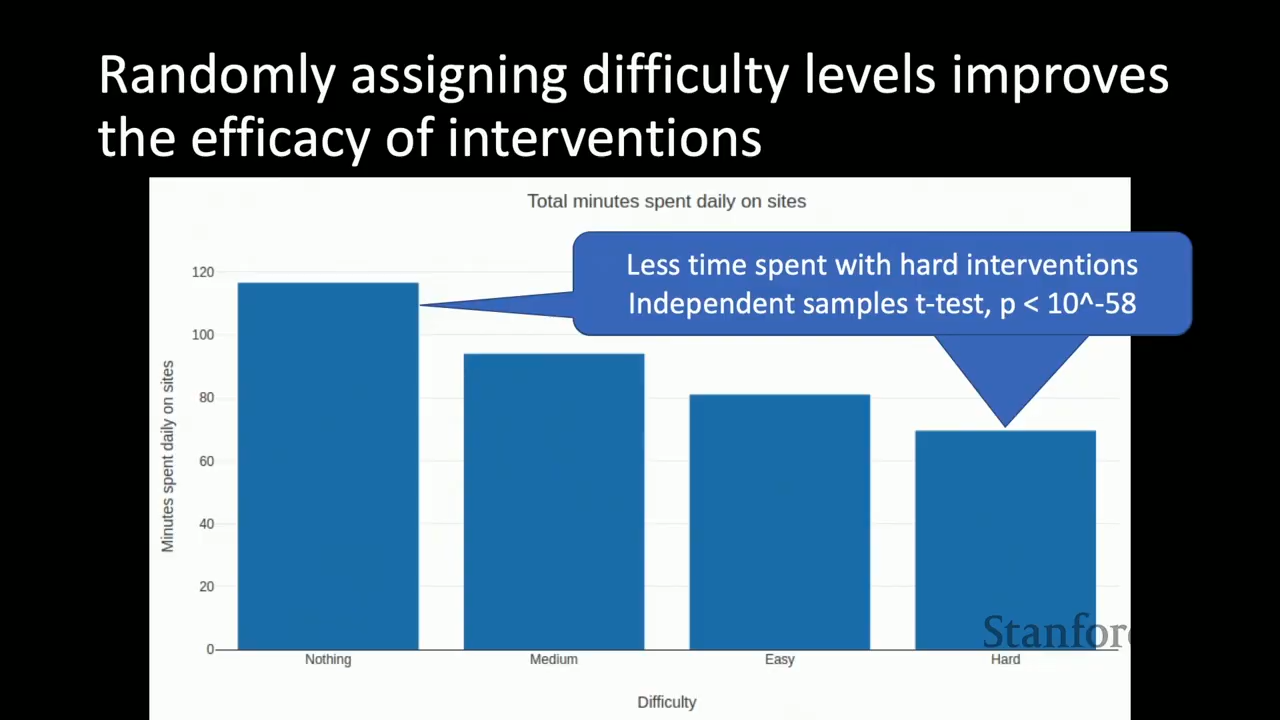 Randomly assigning difficulty levels improves
the efficacy of interventions
Total minutes spent daily on sites
Less time spent with hard interventions
Independent samples t-test, p < 10^-58
Minutes spent daily on sites
120
100
80
60
40
20
0
Nothing
Medium
Easy
Hard
Difficulty
Stanford